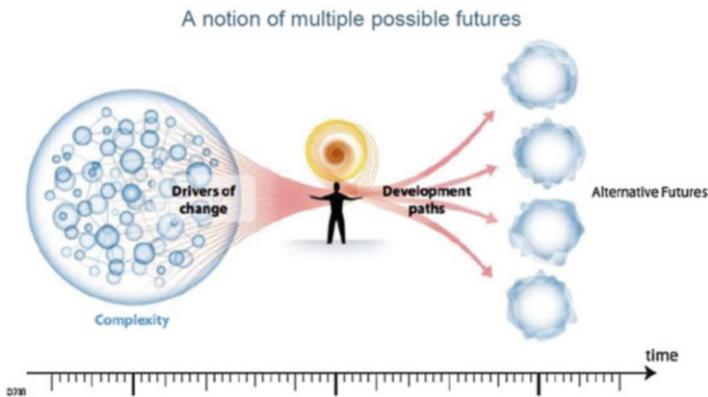 A notion of multiple possible futures
Drivers of
change
Development
paths
Alternative Futures
Complexity
time